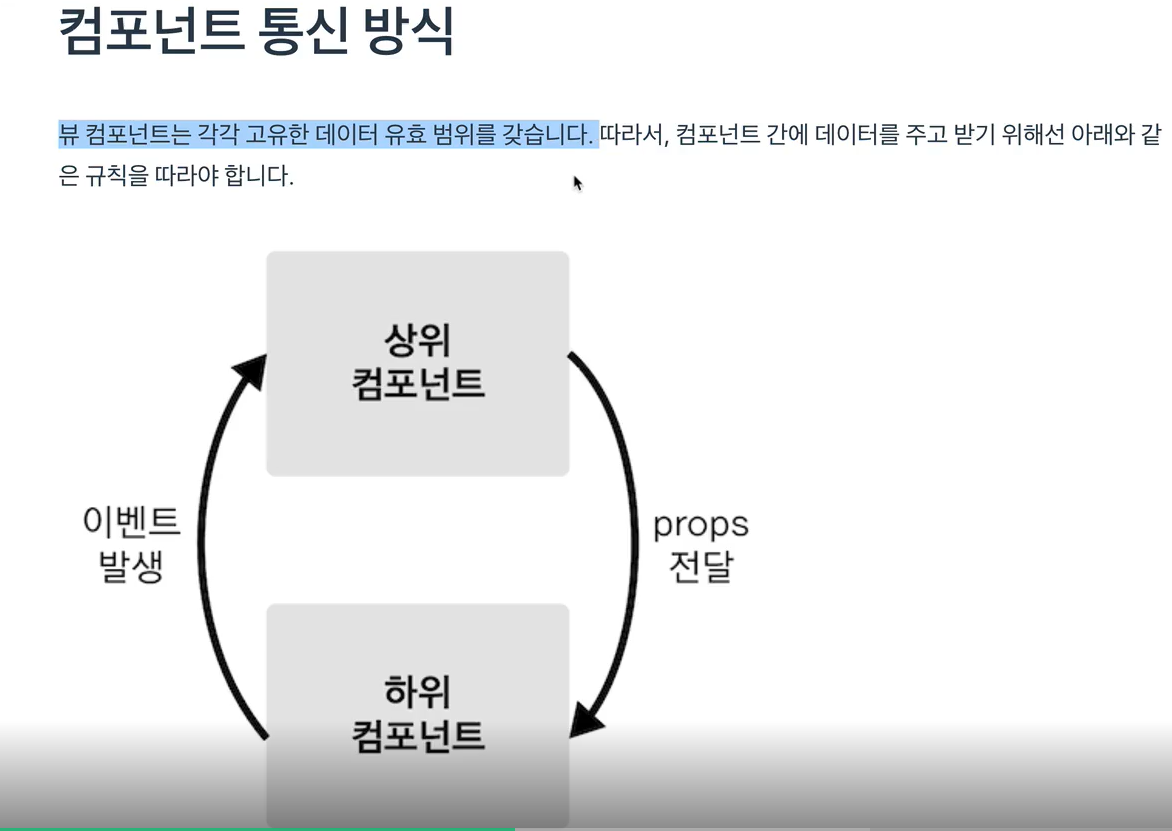 컴포넌트 통신 방식
뷰 컴포넌트는 각각 고유한 데이터 유효 범위를 갖습니다. 따라서, 컴포넌트 간에 데이터를 주고 받기 위해선 아래와 같
은 규칙을 따라야 합니다.
상위
컴포넌트
이벤트
발생
props
전달
하위
컴포넌트